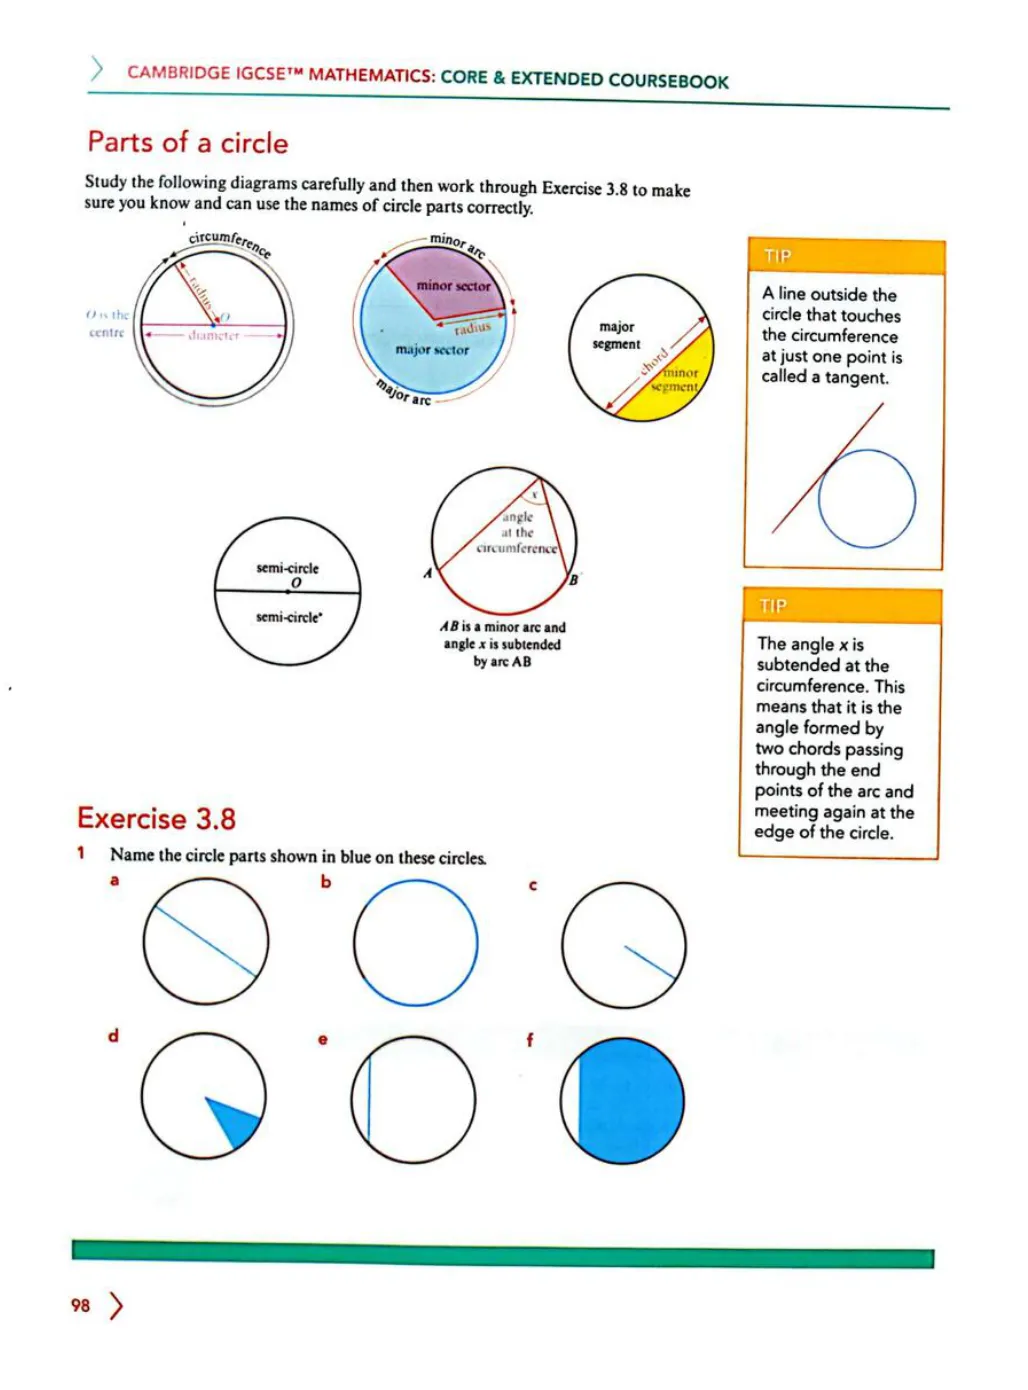 CAMBRIDGE IGCSE™ MATHEMATICS: CORE & EXTENDED COURSEBOOK
Parts of a circle
Study the following diagrams carefully and then work through Exercise 3.8 to make
sure you know and can use the names of circle parts correctly.
circumference
radius
O is the
centre
O
diameter
minor arc
minor sector
radius
major sector
major arc
major
segment
chord
minor
segment
TIP
A line outside the
circle that touches
the circumference
at just one point is
called a tangent.
semi-circle
O
semi-circle
x
angle
at the
circumference
A
B
AB is a minor arc and
angle x is subtended
by arc AB
TIP
The angle x is
subtended at the
circumference. This
means that it is the
angle formed by
two chords passing
through the end
points of the arc and
meeting again at the
edge of the circle.
Exercise 3.8
1 Name the circle parts shown in blue on these circles.
a b c
d e f
98